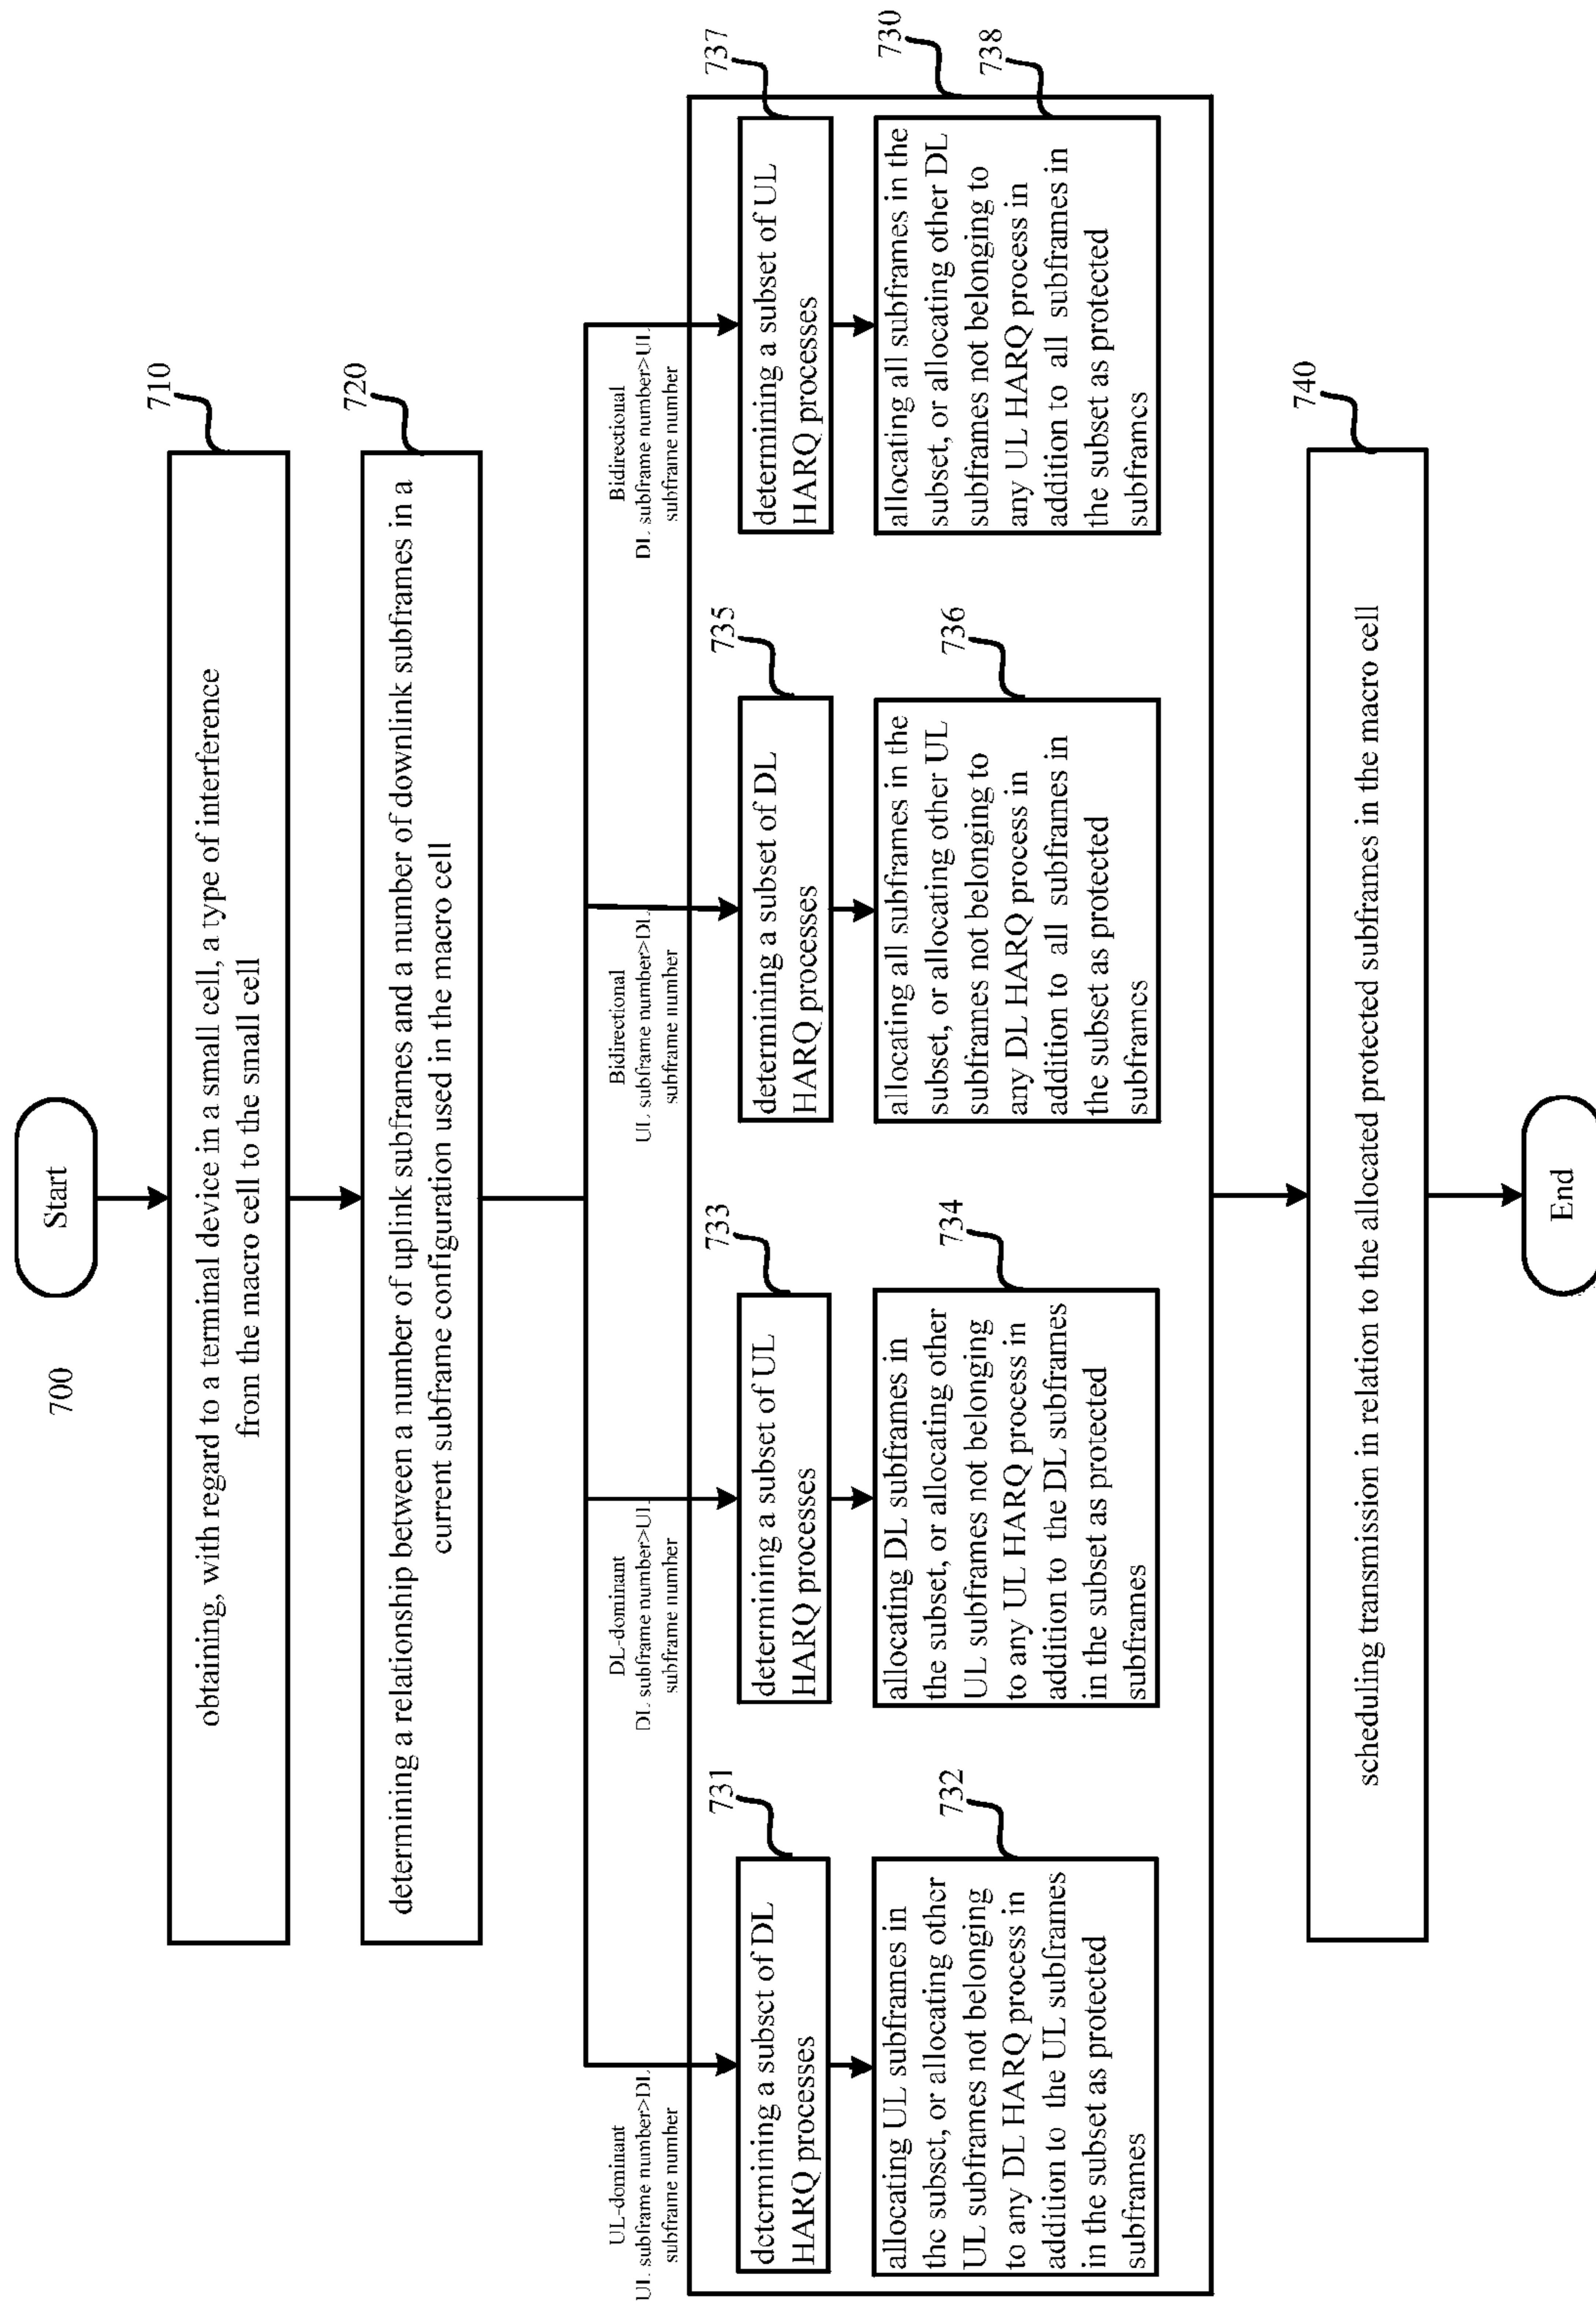 700
Start
710
obtaining, with regard to a terminal device in a small cell, a type of interference
from the macro cell to the small cell
720
determining a relationship between a number of uplink subframes and a number of downlink subframes in a
current subframe configuration used in the macro cell
UL-dominant
UL subframe number>DL
subframe number
DL-dominant
DL subframe number>UL
subframe number
Bidirectional
UL subframe number>DL
subframe number
Bidirectional
DL subframe number>UL
subframe number
730
731
determining a subset of DL
HARQ processes
732
allocating UL subframes in
the subset, or allocating other
UL subframes not belonging
to any DL HARQ process in
addition to the UL subframes
in the subset as protected
subframes
733
determining a subset of UL
HARQ processes
734
allocating DL subframes in
the subset, or allocating other
UL subframes not belonging
to any UL HARQ process in
addition to the DL subframes
in the subset as protected
subframes
735
determining a subset of DL
HARQ processes
736
allocating all subframes in the
subset, or allocating other UL
subframes not belonging to
any DL HARQ process in
addition to all subframes in
the subset as protected
subframes
737
determining a subset of UL
HARQ processes
738
allocating all subframes in the
subset, or allocating other DL
subframes not belonging to
any UL HARQ process in
addition to all subframes in
the subset as protected
subframes
740
scheduling transmission in relation to the allocated protected subframes in the macro cell
End